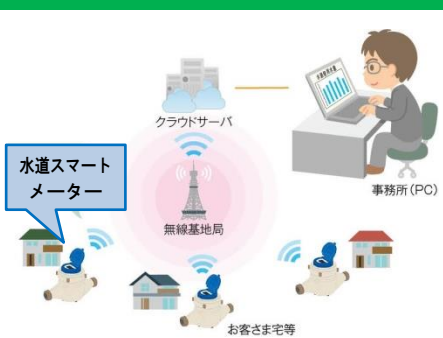 クラウドサーバ
水道スマート
メーター
無線基地局
事務所(PC)
お客さま宅等